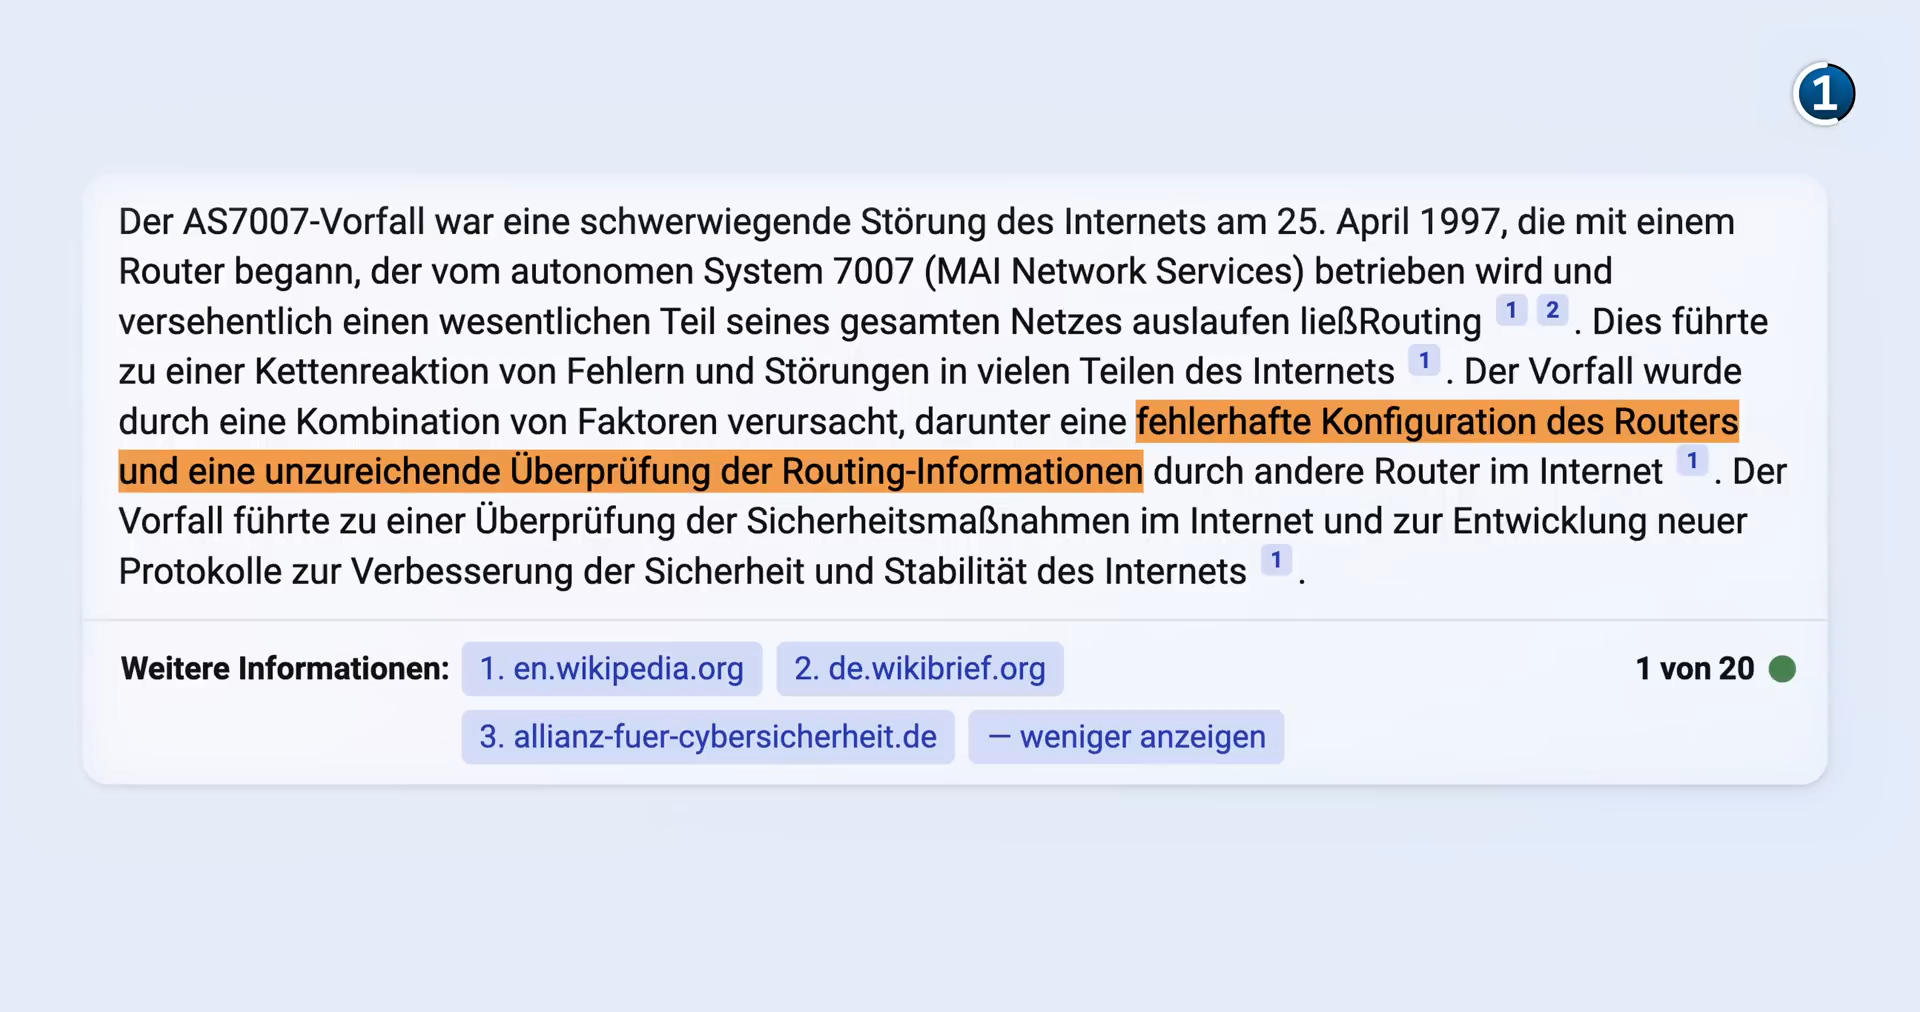 1
Der AS7007-Vorfall war eine schwerwiegende Störung des Internets am 25. April 1997, die mit einem
Router begann, der vom autonomen System 7007 (MAI Network Services) betrieben wird und
versehentlich einen wesentlichen Teil seines gesamten Netzes auslaufen ließRouting 1 2 . Dies führte
zu einer Kettenreaktion von Fehlern und Störungen in vielen Teilen des Internets 1 . Der Vorfall wurde
durch eine Kombination von Faktoren verursacht, darunter eine fehlerhafte Konfiguration des Routers
und eine unzureichende Überprüfung der Routing-Informationen durch andere Router im Internet 1 . Der
Vorfall führte zu einer Überprüfung der Sicherheitsmaßnahmen im Internet und zur Entwicklung neuer
Protokolle zur Verbesserung der Sicherheit und Stabilität des Internets 1 .
Weitere Informationen: 1. en.wikipedia.org 2. de.wikibrief.org 1 von 20
3. allianz-fuer-cybersicherheit.de — weniger anzeigen